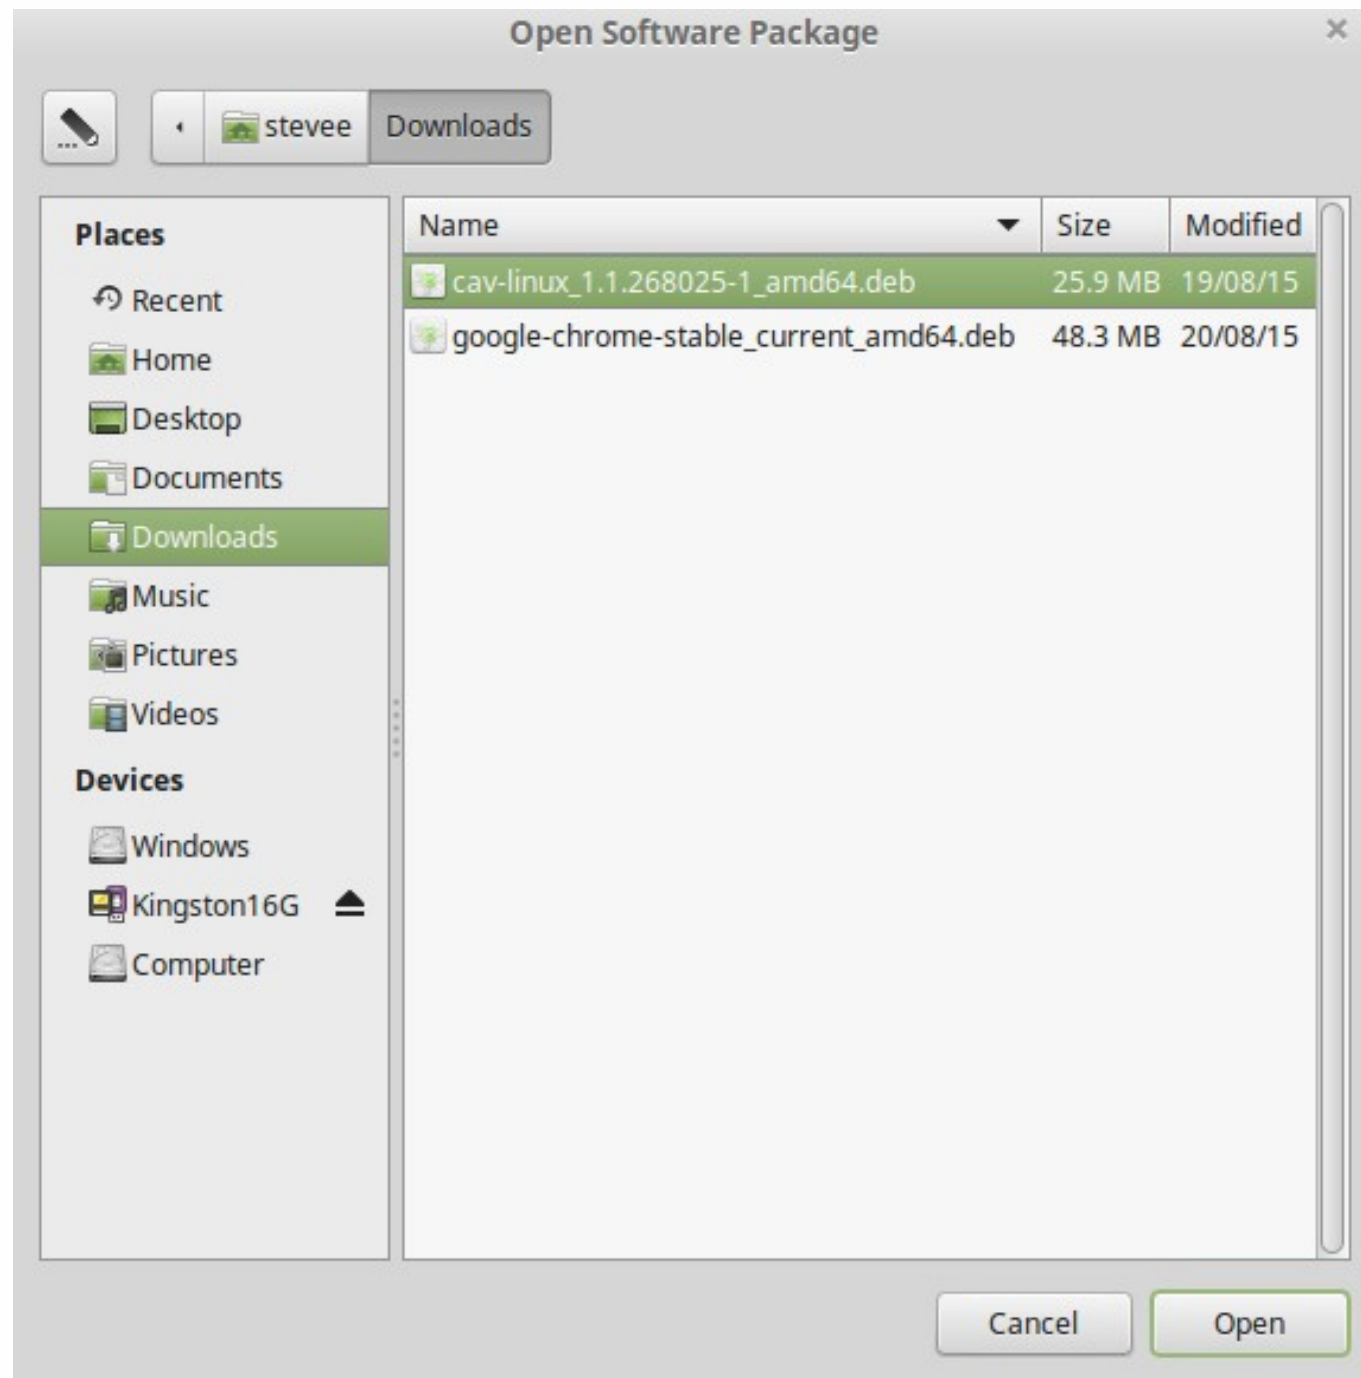 Open Software Package
stevee Downloads
Places
Recent
Home
Desktop
Documents
Downloads
Music
Pictures
Videos
Devices
Windows
Kingston16G
Computer
Name Size Modified
cav-linux_1.1.268025-1_amd64.deb 25.9 MB 19/08/15
google-chrome-stable_current_amd64.deb 48.3 MB 20/08/15
Cancel Open